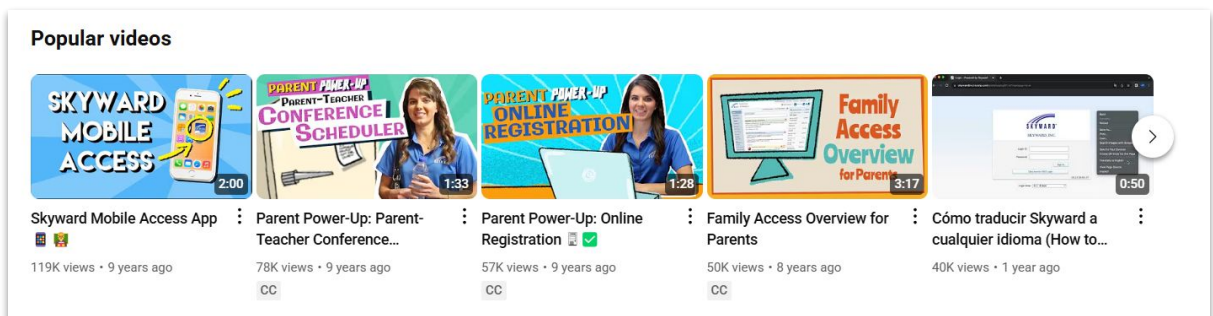 Popular videos
SKYWARD
MOBILE
ACCESS
2:00
PARENT POWER-UP
PARENT-TEACHER
CONFERENCE
SCHEDULER
1:33
PARENT POWER-UP
ONLINE
REGISTRATION
1:28
Family
Access
Overview
for Parents
3:17
SKYWARD
0:50
Skyward Mobile Access App
Parent Power-Up: Parent-
Teacher Conference...
Parent Power-Up: Online
Registration
Family Access Overview for
Parents
Cómo traducir Skyward a
cualquier idioma (How to...
119K views • 9 years ago
78K views • 9 years ago
57K views • 9 years ago
50K views • 8 years ago
40K views • 1 year ago
CC
CC
CC